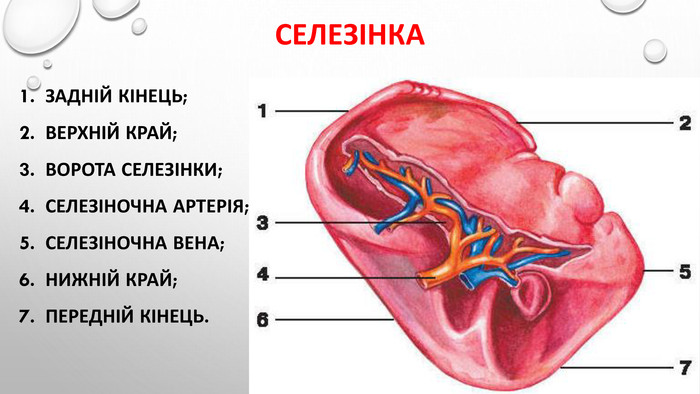 СЕЛЕЗІНКА
1. ЗАДНІЙ КІНЕЦЬ;
2. ВЕРХНІЙ КРАЙ;
3. ВОРОТА СЕЛЕЗІНКИ;
4. СЕЛЕЗІНОЧНА АРТЕРІЯ;
5. СЕЛЕЗІНОЧНА ВЕНА;
6. НИЖНІЙ КРАЙ;
7. ПЕРЕДНІЙ КІНЕЦЬ.
1
2
3
4
5
6
7